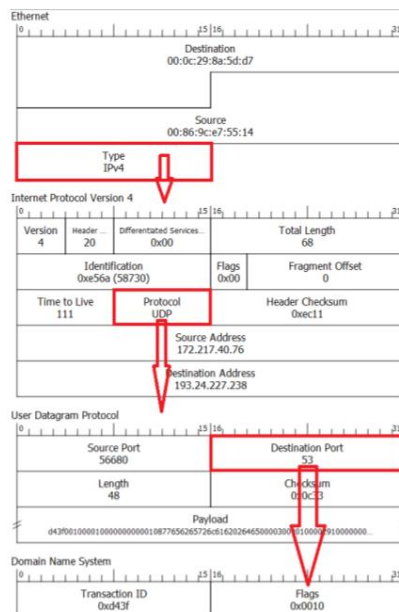 Ethernet
0 15 16 31
Destination
00:0c:29:8a:5d:d7
Source
00:86:9c:e7:55:14
Type
IPv4
Internet Protocol Version 4
0 15 16 31
Version
4
Header ...
20
Differentiated Services...
0x00
Total Length
68
Identification
0xe56a (58730)
Flags
0x00
Fragment Offset
0
Time to Live
111
Protocol
UDP
Header Checksum
0xec11
Source Address
172.217.40.76
Destination Address
193.24.227.238
User Datagram Protocol
0 15 16 31
Source Port
56680
Destination Port
53
Length
48
Checksum
Payload
Domain Name System
0 15 16 31
Transaction ID
0xd43f
Flags
0x0010